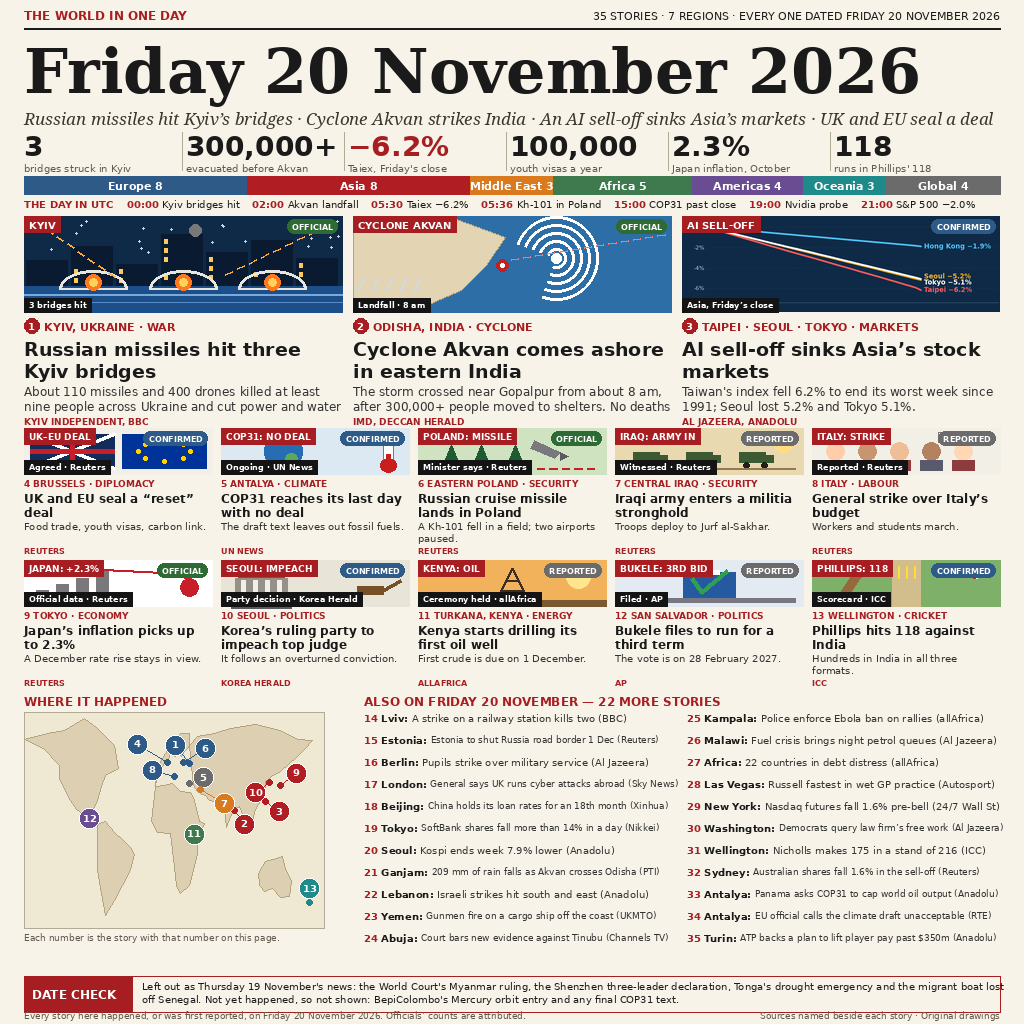 THE WORLD IN ONE DAY
35 STORIES · 7 REGIONS · EVERY ONE DATED FRIDAY 20 NOVEMBER 2026
Friday 20 November 2026
Russian missiles hit Kyiv’s bridges · Cyclone Akvan strikes India · An AI sell-off sinks Asia’s markets · UK and EU seal a deal
3
bridges struck in Kyiv
300,000+
evacuated before Akvan
−6.2%
Taiex, Friday's close
100,000
youth visas a year
2.3%
Japan inflation, October
118
runs in Phillips' 118
Europe 8
Asia 8
Middle East 3
Africa 5
Americas 4
Oceania 3
Global 4
THE DAY IN UTC 00:00 Kyiv bridges hit 02:00 Akvan landfall 05:30 Taiex −6.2% 05:36 Kh-101 in Poland 15:00 COP31 past close 19:00 Nvidia probe 21:00 S&P 500 −2.0%
KYIV
OFFICIAL
3 bridges hit
CYCLONE AKVAN
OFFICIAL
Landfall · 8 am
AI SELL-OFF
CONFIRMED
-2%
-4%
-6%
Hong Kong −1.9%
Seoul −5.2%
Tokyo −5.1%
Taipei −6.2%
Asia, Friday's close
1 KYIV, UKRAINE · WAR
Russian missiles hit three
Kyiv bridges
About 110 missiles and 400 drones killed at least
nine people across Ukraine and cut power and water
KYIV INDEPENDENT, BBC
2 ODISHA, INDIA · CYCLONE
Cyclone Akvan comes ashore
in eastern India
The storm crossed near Gopalpur from about 8 am,
after 300,000+ people moved to shelters. No deaths
IMD, DECCAN HERALD
3 TAIPEI · SEOUL · TOKYO · MARKETS
AI sell-off sinks Asia’s stock
markets
Taiwan's index fell 6.2% to end its worst week since
1991; Seoul lost 5.2% and Tokyo 5.1%.
AL JAZEERA, ANADOLU
UK-EU DEAL
CONFIRMED
Agreed · Reuters
4 BRUSSELS · DIPLOMACY
UK and EU seal a “reset”
deal
Food trade, youth visas, carbon link.
REUTERS
COP31: NO DEAL
CONFIRMED
Ongoing · UN News
5 ANTALYA · CLIMATE
COP31 reaches its last day
with no deal
The draft text leaves out fossil fuels.
UN NEWS
POLAND: MISSILE
OFFICIAL
Minister says · Reuters
6 EASTERN POLAND · SECURITY
Russian cruise missile
lands in Poland
A Kh-101 fell in a field; two airports
paused.
REUTERS
IRAQ: ARMY IN
REPORTED
Witnessed · Reuters
7 CENTRAL IRAQ · SECURITY
Iraqi army enters a militia
stronghold
Troops deploy to Jurf al-Sakhar.
REUTERS
ITALY: STRIKE
REPORTED
Reported · Reuters
8 ITALY · LABOUR
General strike over Italy’s
budget
Workers and students march.
REUTERS
JAPAN: +2.3%
OFFICIAL
Official data · Reuters
9 TOKYO · ECONOMY
Japan’s inflation picks up
to 2.3%
A December rate rise stays in view.
REUTERS
SEOUL: IMPEACH
CONFIRMED
Party decision · Korea Herald
10 SEOUL · POLITICS
Korea’s ruling party to
impeach top judge
It follows an overturned conviction.
KOREA HERALD
KENYA: OIL
REPORTED
Ceremony held · allAfrica
11 TURKANA, KENYA · ENERGY
Kenya starts drilling its
first oil well
First crude is due on 1 December.
ALLAFRICA
BUKELE: 3RD BID
REPORTED
Filed · AP
12 SAN SALVADOR · POLITICS
Bukele files to run for a
third term
The vote is on 28 February 2027.
AP
PHILLIPS: 118
CONFIRMED
Scorecard · ICC
13 WELLINGTON · CRICKET
Phillips hits 118 against
India
Hundreds in India in all three
formats.
ICC
WHERE IT HAPPENED
4
1
6
8
5
9
7
10
3
2
12
11
13
Each number is the story with that number on this page.
ALSO ON FRIDAY 20 NOVEMBER — 22 MORE STORIES
14 Lviv: A strike on a railway station kills two (BBC)
15 Estonia: Estonia to shut Russia road border 1 Dec (Reuters)
16 Berlin: Pupils strike over military service (Al Jazeera)
17 London: General says UK runs cyber attacks abroad (Sky News)
18 Beijing: China holds its loan rates for an 18th month (Xinhua)
19 Tokyo: SoftBank shares fall more than 14% in a day (Nikkei)
20 Seoul: Kospi ends week 7.9% lower (Anadolu)
21 Ganjam: 209 mm of rain falls as Akvan crosses Odisha (PTI)
22 Lebanon: Israeli strikes hit south and east (Anadolu)
23 Yemen: Gunmen fire on a cargo ship off the coast (UKMTO)
24 Abuja: Court bars new evidence against Tinubu (Channels TV)
25 Kampala: Police enforce Ebola ban on rallies (allAfrica)
26 Malawi: Fuel crisis brings night petrol queues (Al Jazeera)
27 Africa: 22 countries in debt distress (allAfrica)
28 Las Vegas: Russell fastest in wet GP practice (Autosport)
29 New York: Nasdaq futures fall 1.6% pre-bell (24/7 Wall St)
30 Washington: Democrats query law firm’s free work (Al Jazeera)
31 Wellington: Nicholls makes 175 in a stand of 216 (ICC)
32 Sydney: Australian shares fall 1.6% in the sell-off (Reuters)
33 Antalya: Panama asks COP31 to cap world oil output (Anadolu)
34 Antalya: EU official calls the climate draft unacceptable (RTE)
35 Turin: ATP backs a plan to lift player pay past $350m (Anadolu)
DATE CHECK
Left out as Thursday 19 November's news: the World Court's Myanmar ruling, the Shenzhen three-leader declaration, Tonga's drought emergency and the migrant boat lost
off Senegal. Not yet happened, so not shown: BepiColombo's Mercury orbit entry and any final COP31 text.
Every story here happened, or was first reported, on Friday 20 November 2026. Officials' counts are attributed.
Sources named beside each story · Original drawings